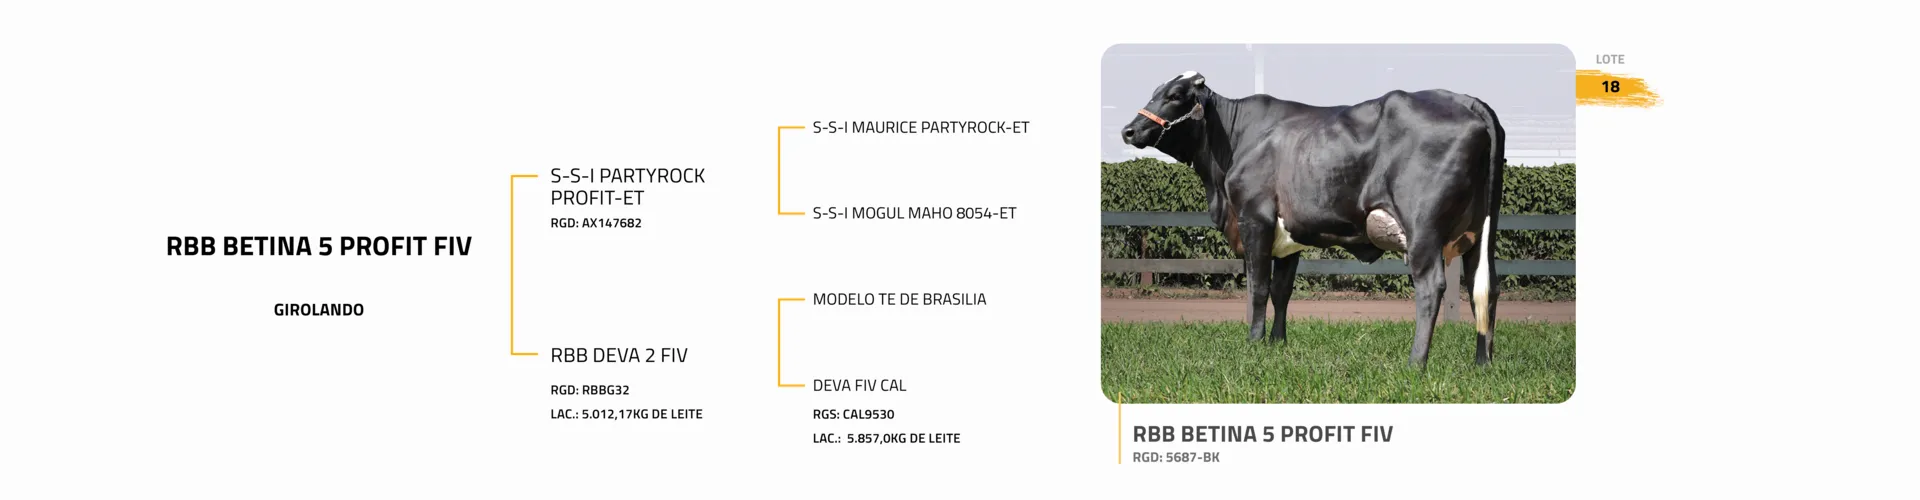 RBB BETINA 5 PROFIT FIV
GIROLANDO
S-S-I PARTYROCK
PROFIT-ET
RGD: AX147682
RBB DEVA 2 FIV
RGD: RBBG32
LAC.: 5.012,17KG DE LEITE
S-S-I MAURICE PARTYROCK-ET
S-S-I MOGUL MAHO 8054-ET
MODELO TE DE BRASILIA
DEVA FIV CAL
RGS: CAL9530
LAC.: 5.857,0KG DE LEITE
LOTE
18
RBB BETINA 5 PROFIT FIV
RGD: 5687-BK